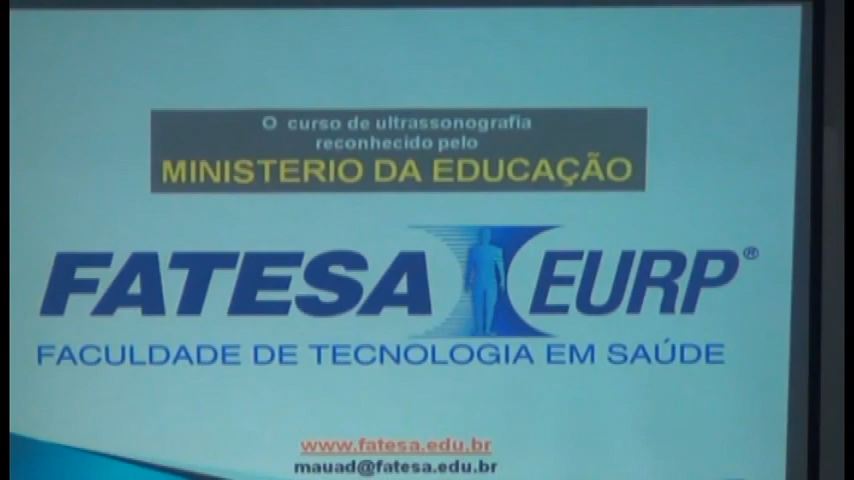 O curso de ultrassonografia
reconhecido pelo
MINISTERIO DA EDUCAÇÃO
FATESA EURP®
FACULDADE DE TECNOLOGIA EM SAÚDE
www.fatesa.edu.br
mauad@fatesa.edu.br